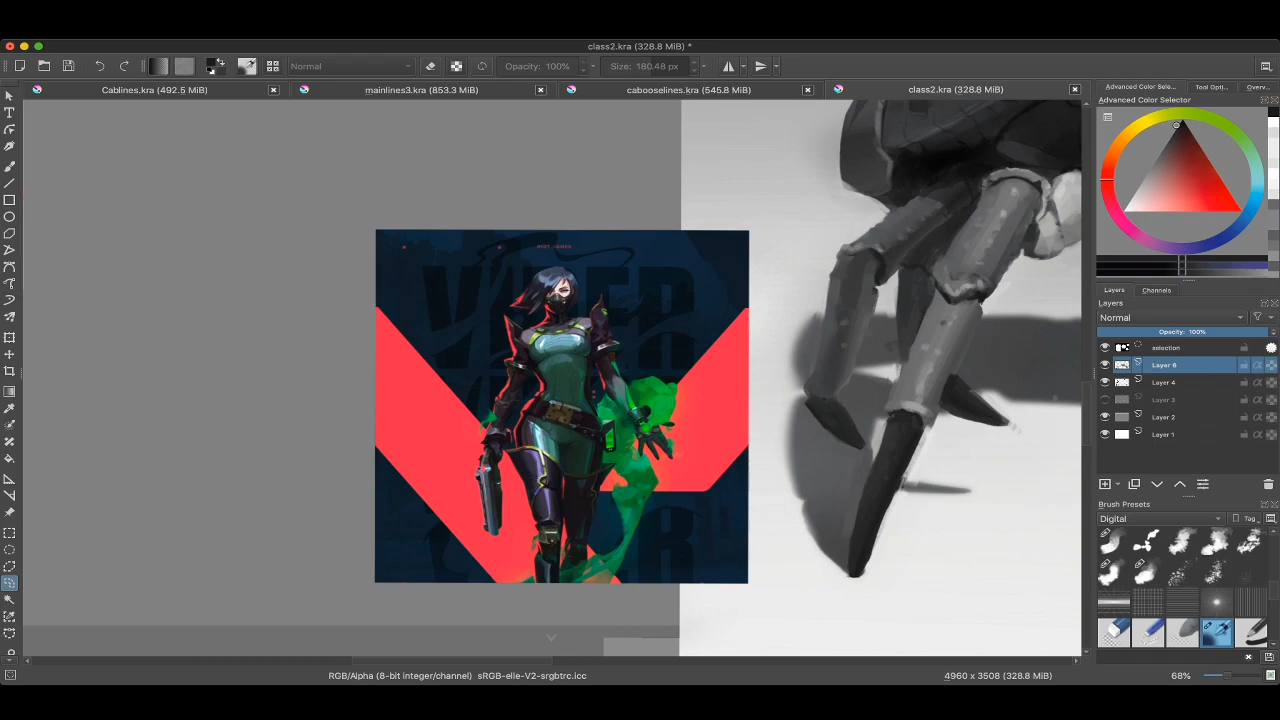 class2.kra (328.8 MiB) *
Normal
Opacity: 100%
Size: 180.48 px
Cablines.kra (492.5 MiB)
mainlines3.kra (853.3 MiB)
cabooselines.kra (545.8 MiB)
class2.kra (328.8 MiB)
Advanced Color Sele...
Tool Opti...
Overv...
Advanced Color Selector
Layers
Channels
Layers
Normal
Opacity: 100%
selection
Layer 6
Layer 4
Layer 3
Layer 2
Layer 1
Brush Presets
Digital
Tag
VIPER
RGB/Alpha (8-bit integer/channel) sRGB-elle-V2-srgbtrc.icc
4960 x 3508 (328.8 MiB)
68%